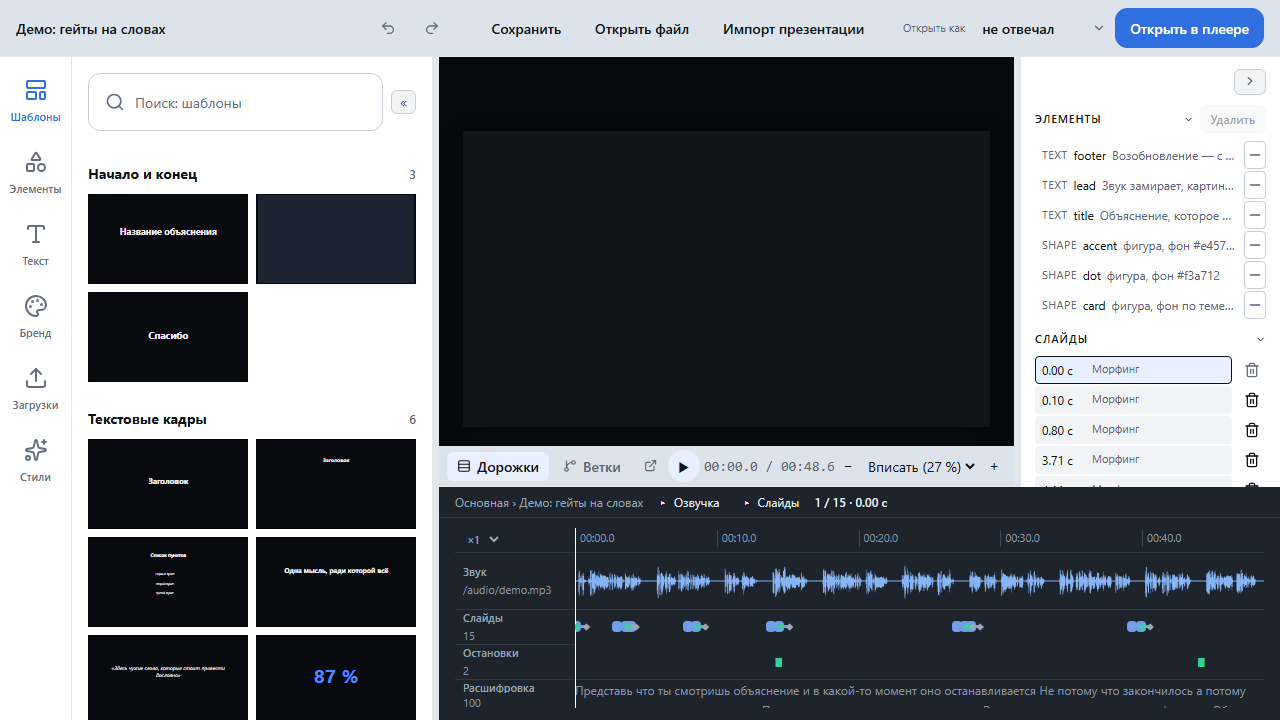 Демо: гейты на словах
Сохранить
Открыть файл
Импорт презентации
Открыть как
не отвечал
Открыть в плеере
Шаблоны
Элементы
Текст
Бренд
Загрузки
Стили
Поиск: шаблоны
«
Начало и конец 3
Название объяснения
Спасибо
Текстовые кадры 6
Заголовок
Заголовок
Список пунктов
Одна мысль, ради которой всё
«Здесь чужие слова, которые стоит привести дословно»
87 %
ЭЛЕМЕНТЫ
Удалить
TEXT footer Возобновление — с ...
TEXT lead Звук замирает, картин...
TEXT title Объяснение, которое ...
SHAPE accent фигура, фон #e457...
SHAPE dot фигура, фон #f3a712
SHAPE card фигура, фон по теме...
СЛАЙДЫ
0.00 с Морфинг
0.10 с Морфинг
0.80 с Морфинг
3.71 с Морфинг
Дорожки
Ветки
00:00.0 / 00:48.6
−
Вписать (27 %)
+
Основная › Демо: гейты на словах
Озвучка
Слайды
1 / 15 · 0.00 с
×1
00:00.0
00:10.0
00:20.0
00:30.0
00:40.0
Звук
/audio/demo.mp3
Слайды
15
Остановки
2
Расшифровка
100
Представь что ты смотришь объяснение и в какой-то момент оно останавливается Не потому что закончилось а потому